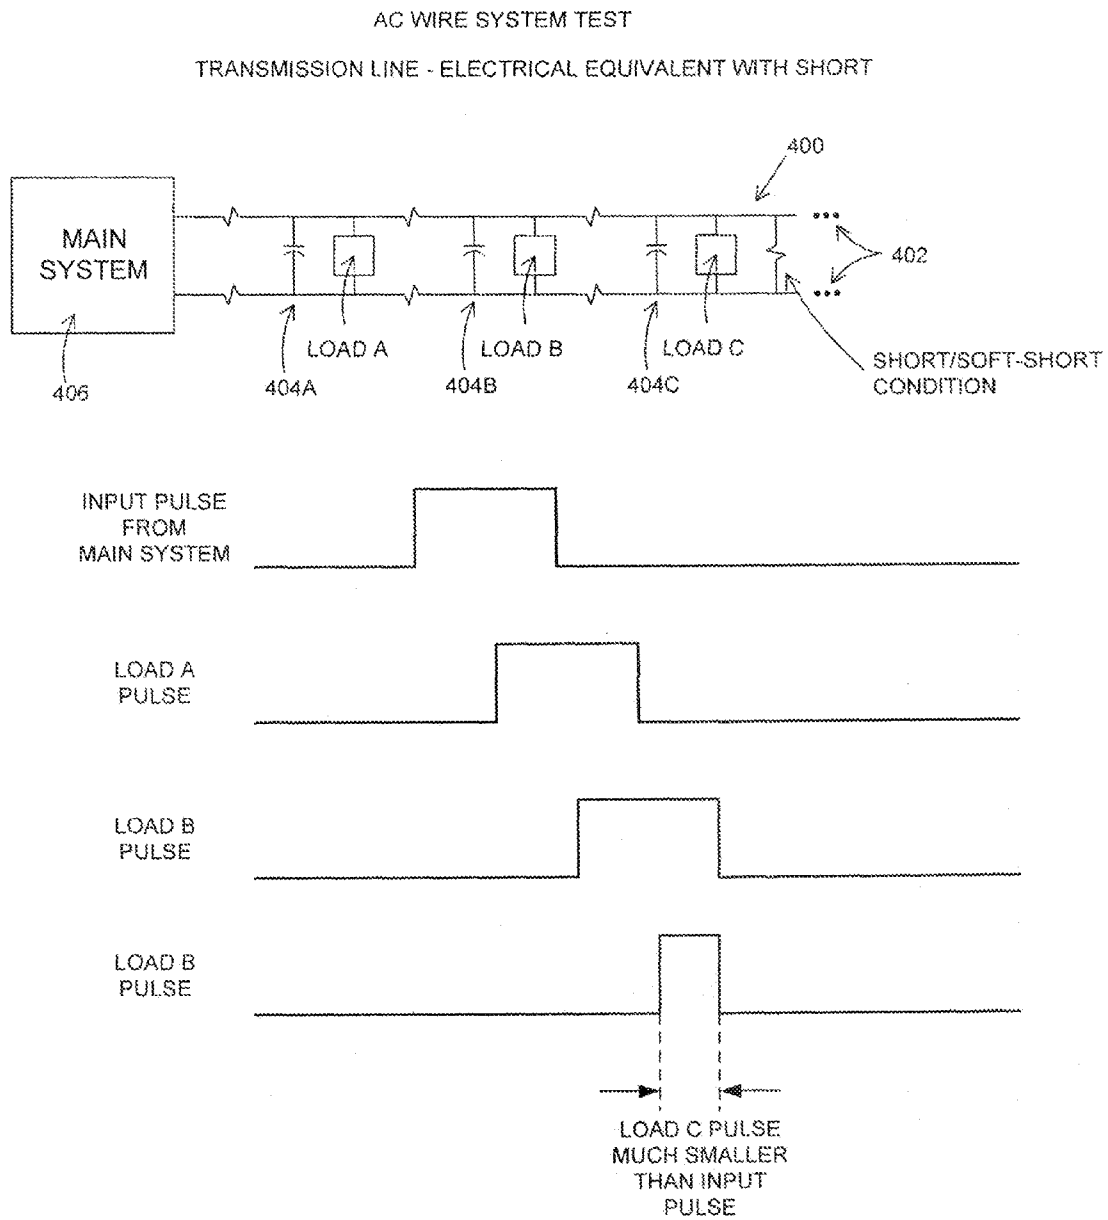 AC WIRE SYSTEM TEST
TRANSMISSION LINE - ELECTRICAL EQUIVALENT WITH SHORT
400
MAIN
SYSTEM
402
LOAD A
LOAD B
LOAD C
SHORT/SOFT-SHORT
CONDITION
406
404A
404B
404C
INPUT PULSE
FROM
MAIN SYSTEM
LOAD A
PULSE
LOAD B
PULSE
LOAD B
PULSE
LOAD C PULSE
MUCH SMALLER
THAN INPUT
PULSE